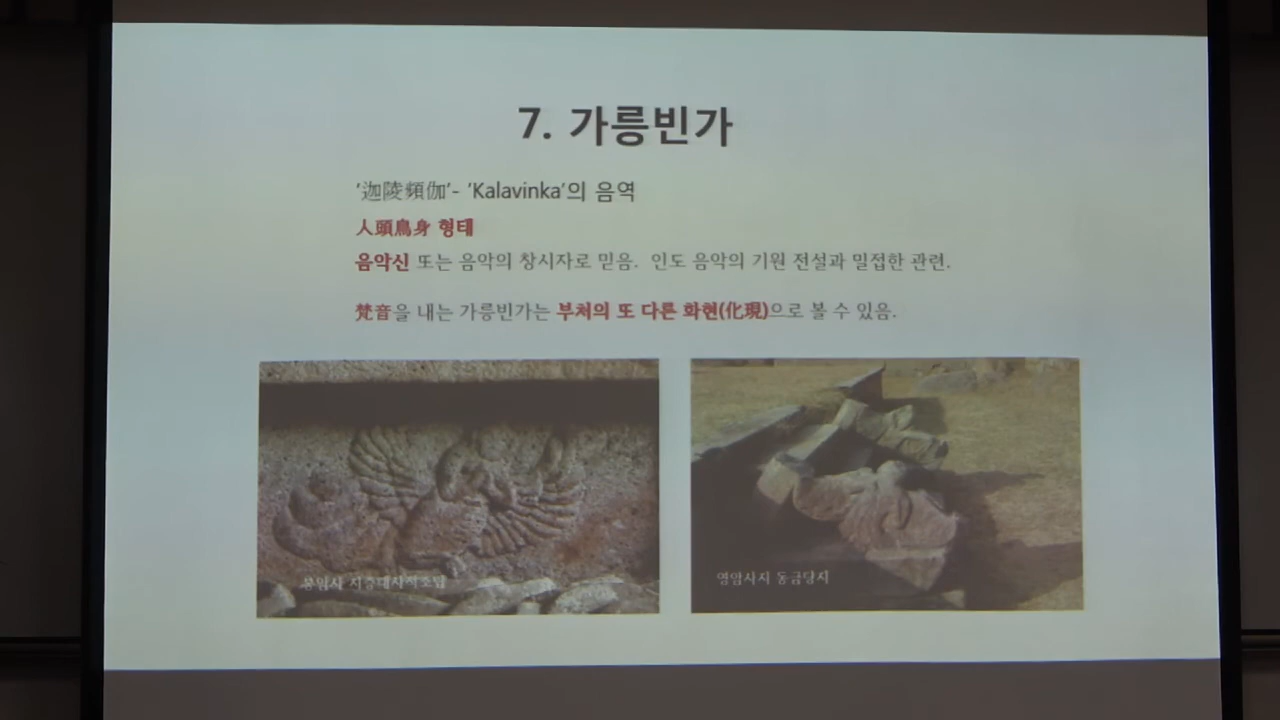 7. 가릉빈가
'迦陵頻伽'- 'Kalavinka'의 음역
人頭鳥身 형태
음악신 또는 음악의 창시자로 믿음. 인도 음악의 기원 전설과 밀접한 관련.
梵音을 내는 가릉빈가는 부처의 또 다른 화현(化現)으로 볼 수 있음.
봉암사 지증대사적조탑
영암사지 동금당지